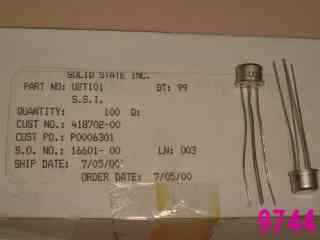 SOLID STATE INC.
PART NO: U2T101 DT: 99
S.S.I.
QUANTITY: 100 Q:
CUST NO.: 418702-00
CUST PO.: P0006301
S.O. NO.: 16601- 00 LN: 003
SHIP DATE: 7/05/00
ORDER DATE: 7/05/00
9744